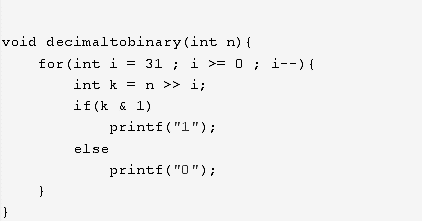 void decimaltobinary(int n){
    for(int i = 31 ; i >= 0 ; i--){
        int k = n >> i;
        if(k & 1)
            printf("1");
        else
            printf("0");
    }
}